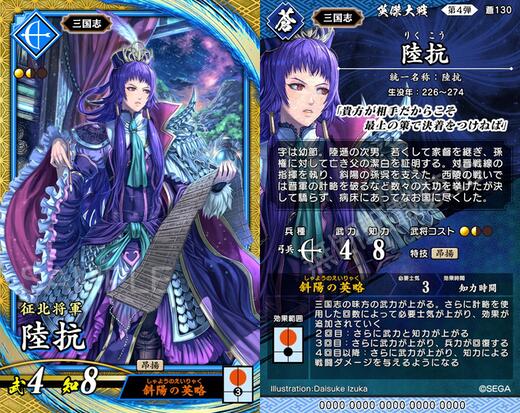 三国志
征北将軍
陸抗
昂揚
武4 知8
しゃようのえいりゃく
斜陽の英略
3
蒼
三国志
英傑大戦
第4弾
蒼130
りく こう
陸抗
統一名称：陸抗
生没年：226～274
「貴方が相手だからこそ
最上の策で決着をつけねば」
字は幼節。陸遜の次男。若くして家督を継ぎ、孫
権に対して亡き父の潔白を証明する。対晋戦線の
指揮を執り、斜陽の孫呉を支えた。西陵の戦いで
は晋軍の計略を破るなど数々の大功を挙げたが決
して驕らず、病床にあってなお国に尽くした。
兵種 武力 知力 武将コスト
弓兵 4 8 特技 昂揚
しゃようのえいりゃく 必要士気 効果時間
斜陽の英略 3 知力時間
効果範囲
三国志の味方の武力が上がる。さらに計略を使
用した回数によって必要士気が上がり、効果が
追加されていく
2回目：さらに武力と知力が上がる
3回目：さらに武力が上がり、兵力が回復する
4回目以降：さらに武力が上がり、知力による
戦闘ダメージを与えるようになる
Illustration:Daisuke Iizuka
©SEGA
0000 0000 0000 0000 0000